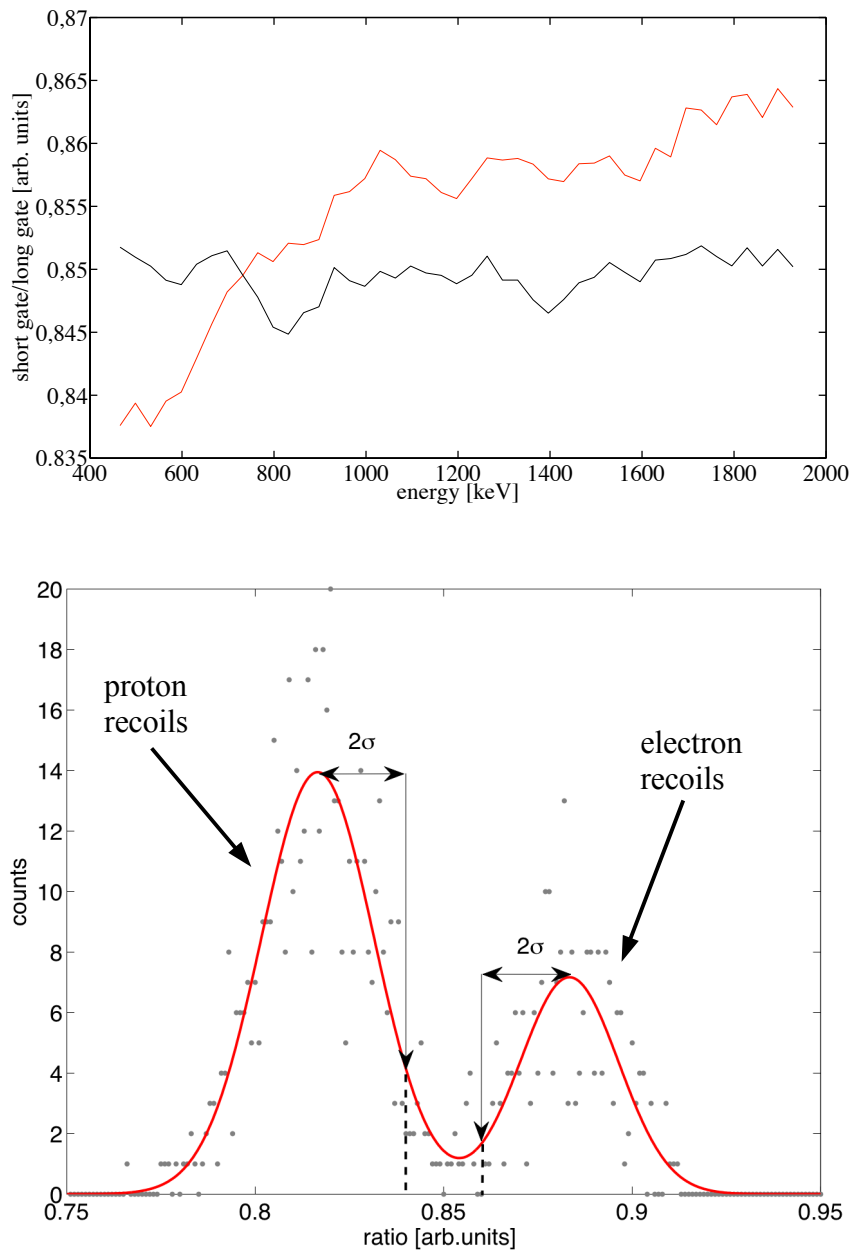 0,87
0,865
0,86
0,855
0,85
0,845
0,84
0,835
short gate/long gate [arb. units]
400 600 800 1000 1200 1400 1600 1800 2000
energy [keV]
20
18
16
14
12
10
8
6
4
2
0
counts
proton
recoils
2σ
electron
recoils
2σ
0.75 0.8 0.85 0.9 0.95
ratio [arb.units]